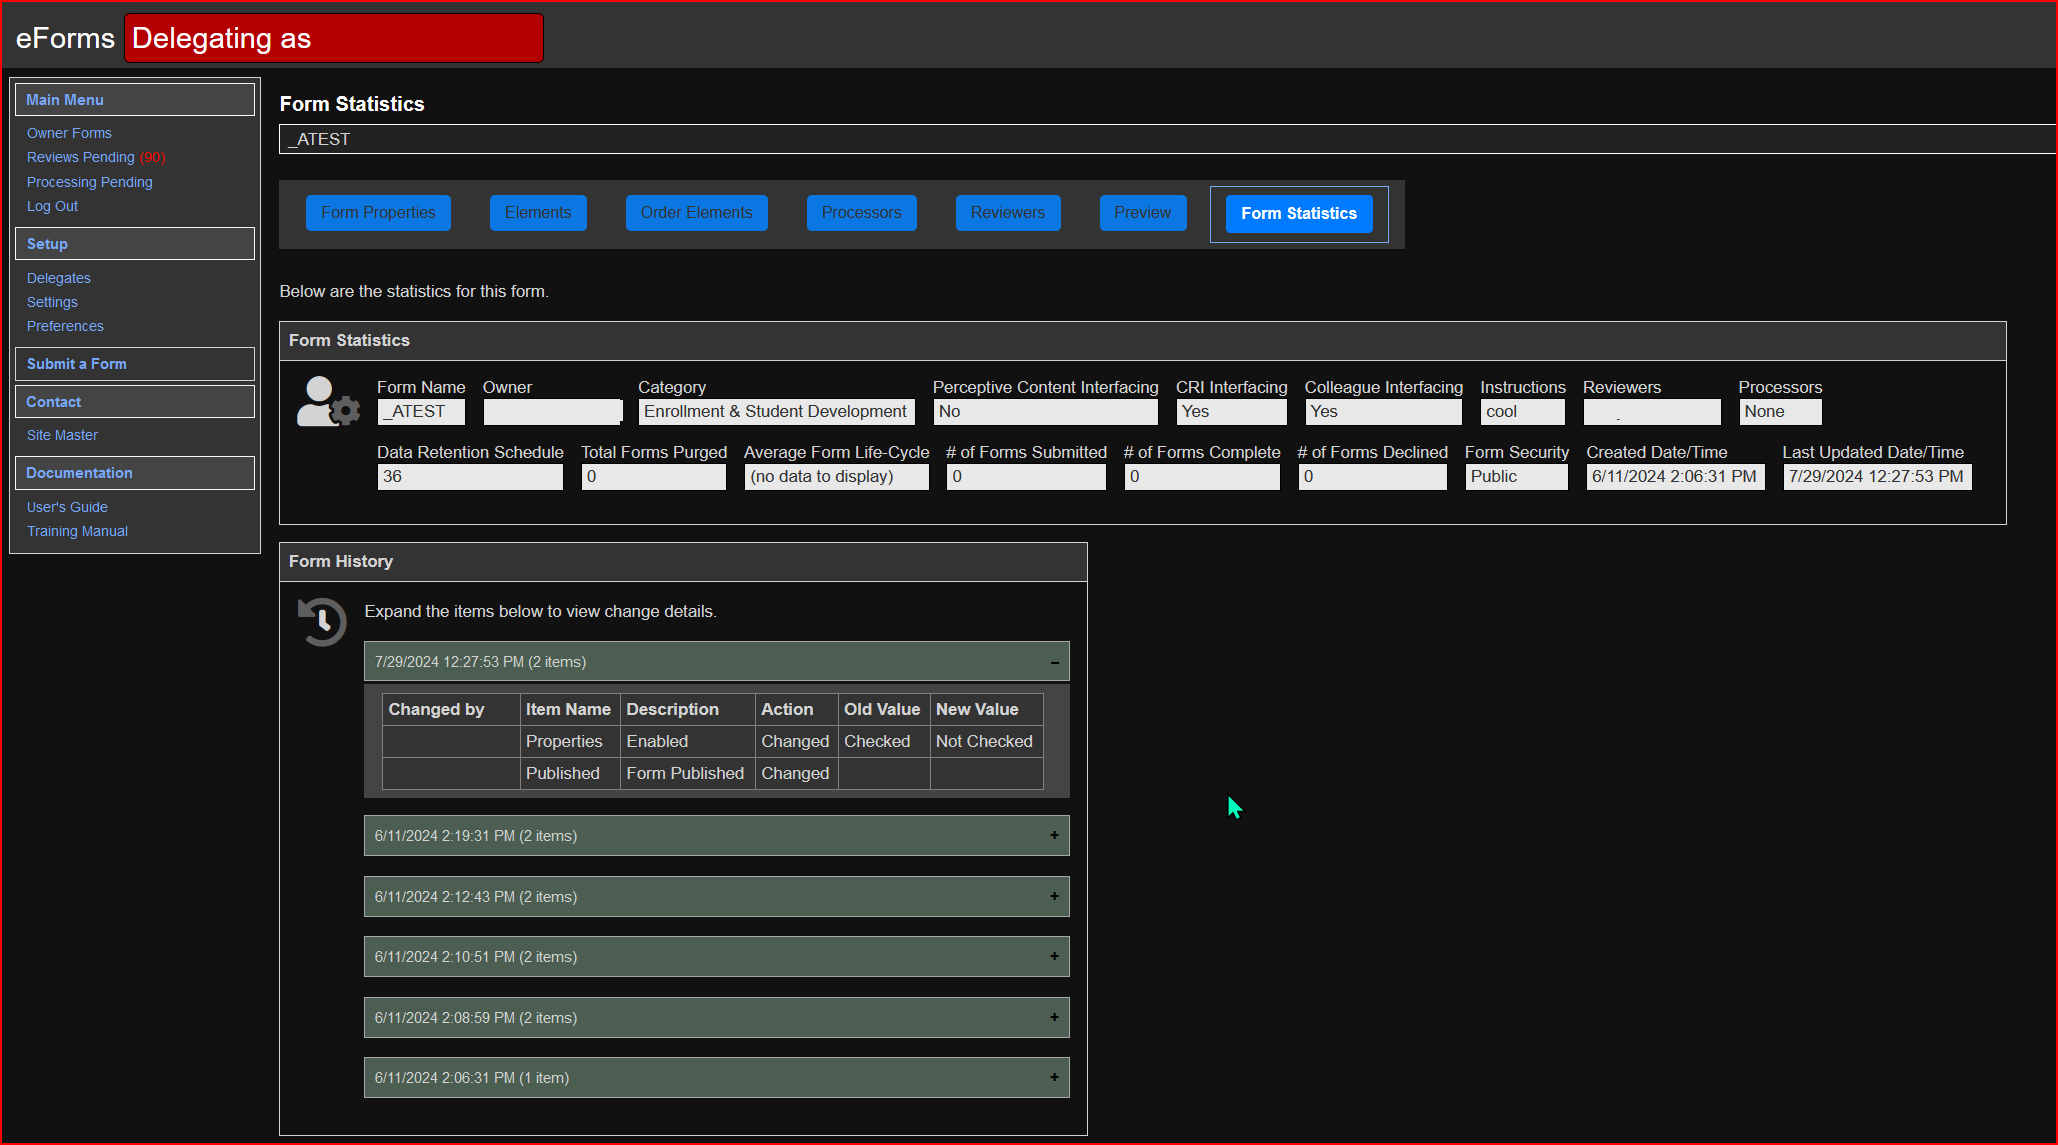 eForms Delegating as
Main Menu
Owner Forms
Reviews Pending (90)
Processing Pending
Log Out
Setup
Delegates
Settings
Preferences
Submit a Form
Contact
Site Master
Documentation
User's Guide
Training Manual
Form Statistics
_ATEST
Form Properties Elements Order Elements Processors Reviewers Preview Form Statistics
Below are the statistics for this form.
Form Statistics
Form Name Owner Category Perceptive Content Interfacing CRI Interfacing Colleague Interfacing Instructions Reviewers Processors
_ATEST Enrollment & Student Development No Yes Yes cool None
Data Retention Schedule Total Forms Purged Average Form Life-Cycle # of Forms Submitted # of Forms Complete # of Forms Declined Form Security Created Date/Time Last Updated Date/Time
36 0 (no data to display) 0 0 0 Public 6/11/2024 2:06:31 PM 7/29/2024 12:27:53 PM
Form History
Expand the items below to view change details.
7/29/2024 12:27:53 PM (2 items) −
Changed by Item Name Description Action Old Value New Value
Properties Enabled Changed Checked Not Checked
Published Form Published Changed
6/11/2024 2:19:31 PM (2 items) +
6/11/2024 2:12:43 PM (2 items) +
6/11/2024 2:10:51 PM (2 items) +
6/11/2024 2:08:59 PM (2 items) +
6/11/2024 2:06:31 PM (1 item) +